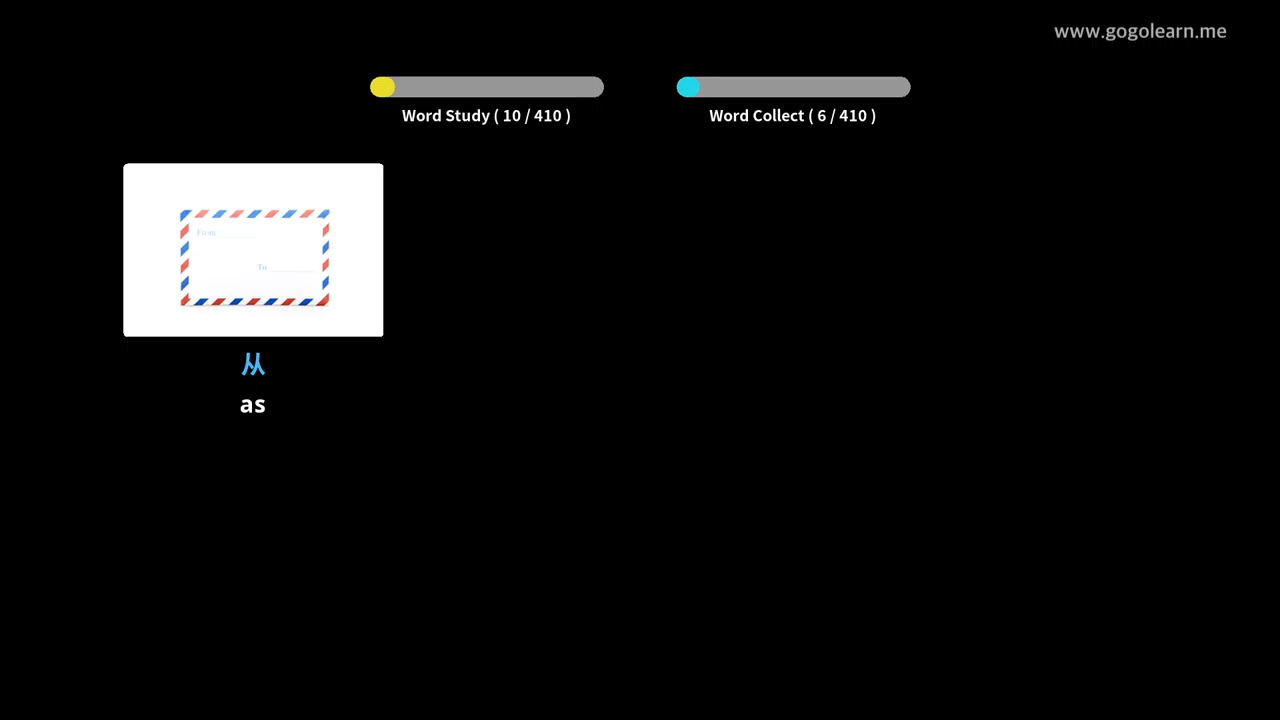 www.gogolearn.me
Word Study ( 10 / 410 )
Word Collect ( 6 / 410 )
From
To
从
as